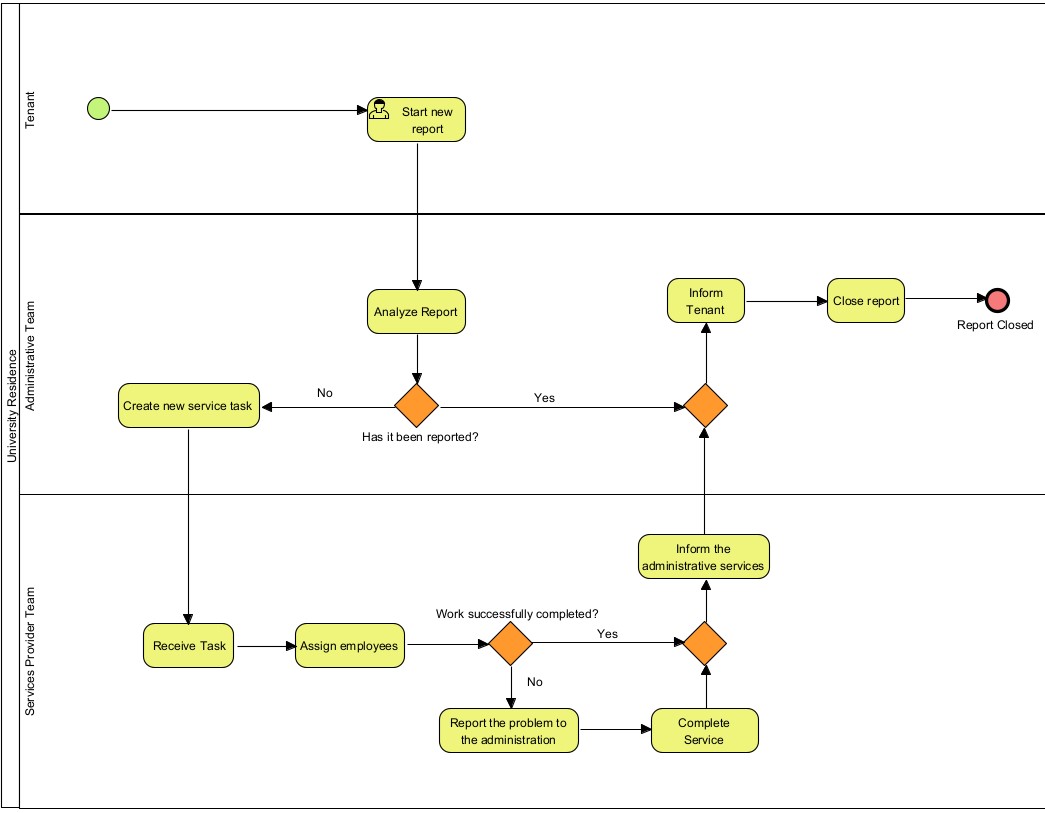 University Residence
Tenant
Start new
report
Administrative Team
Analyze Report
Inform
Tenant
Close report
Report Closed
Create new service task
No
Yes
Has it been reported?
Services Provider Team
Inform the
administrative services
Work successfully completed?
Receive Task
Assign employees
Yes
No
Report the problem to
the administration
Complete
Service